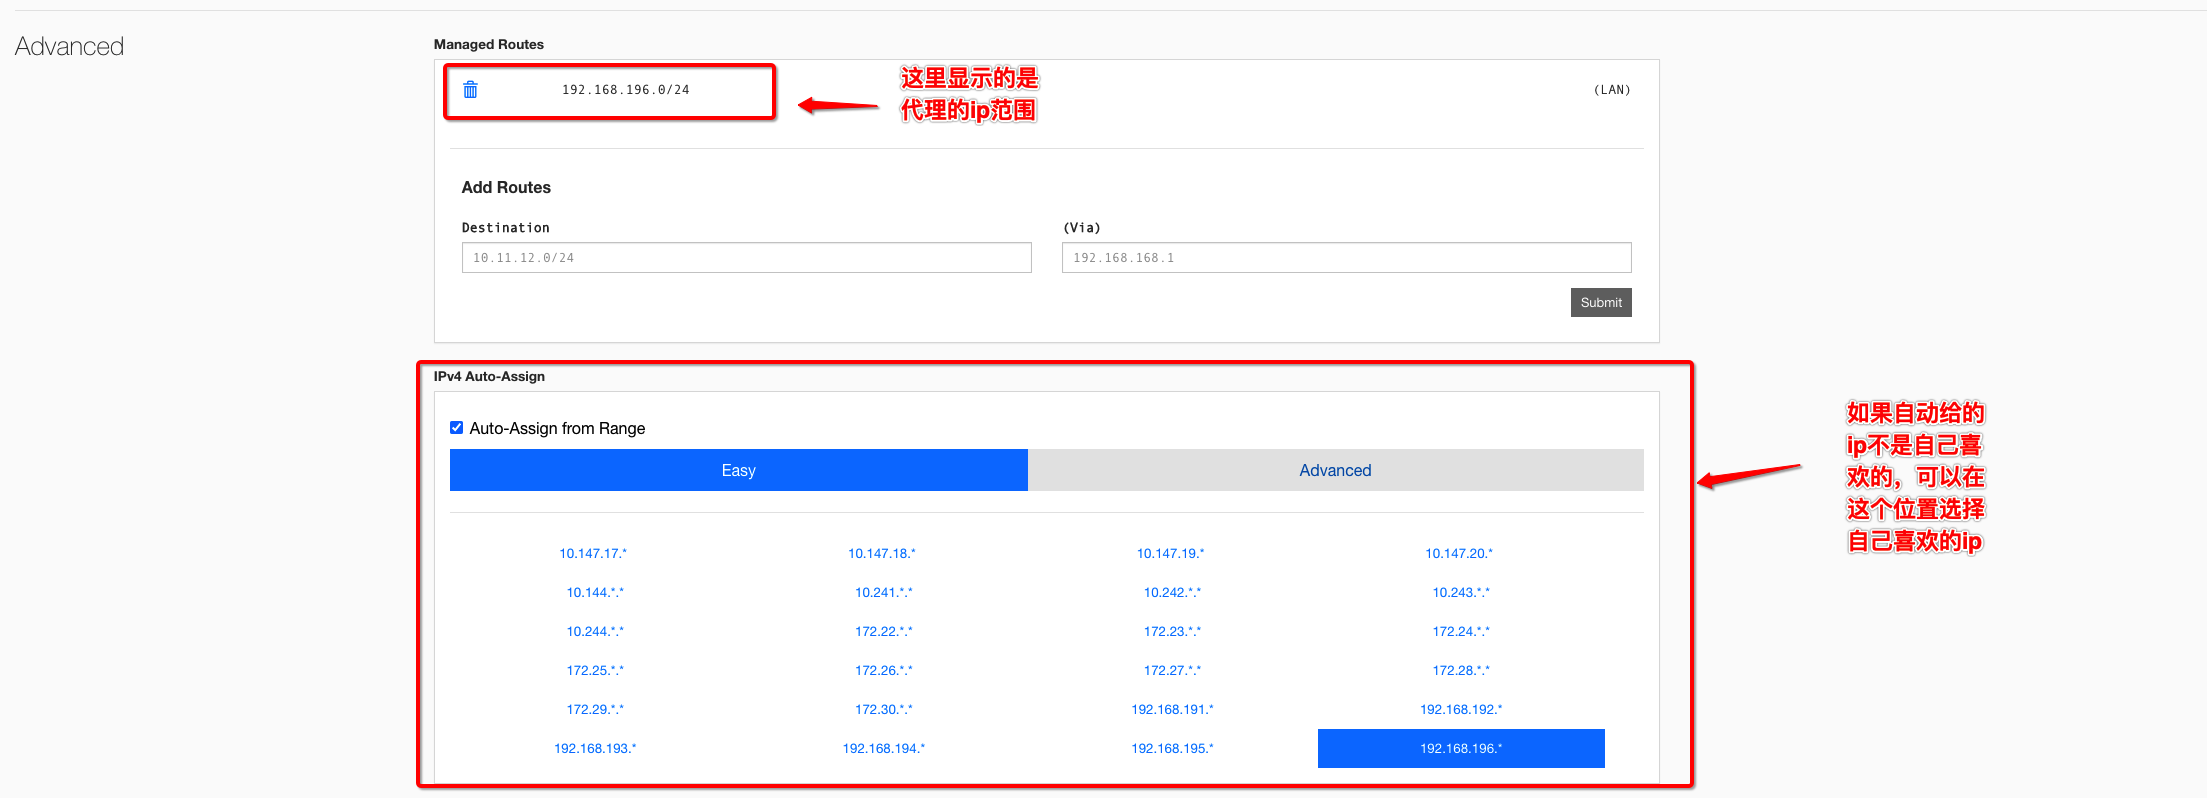 Advanced
Managed Routes
192.168.196.0/24
(LAN)
这里显示的是
代理的ip范围
Add Routes
Destination
(Via)
10.11.12.0/24
192.168.168.1
Submit
IPv4 Auto-Assign
Auto-Assign from Range
Easy
Advanced
10.147.17.*
10.147.18.*
10.147.19.*
10.147.20.*
10.144.*.*
10.241.*.*
10.242.*.*
10.243.*.*
10.244.*.*
172.22.*.*
172.23.*.*
172.24.*.*
172.25.*.*
172.26.*.*
172.27.*.*
172.28.*.*
172.29.*.*
172.30.*.*
192.168.191.*
192.168.192.*
192.168.193.*
192.168.194.*
192.168.195.*
192.168.196.*
如果自动给的
ip不是自己喜
欢的，可以在
这个位置选择
自己喜欢的ip